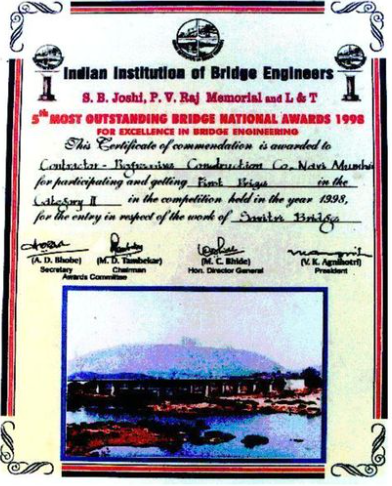 Indian Institution of Bridge Engineers
S. B. Joshi, P. V. Raj Memorial and L & T
5th MOST OUTSTANDING BRIDGE NATIONAL AWARDS 1998
FOR EXCELLENCE IN BRIDGE ENGINEERING
This Certificate of commendation is awarded to
Contractor - Progressive Construction Co. Navi Mumbai
for participating and getting First Prize in the
Category II in the competition held in the year 1998,
for the entry in respect of the work of Bridge
(A. D. Bhobe) (M. D. Tambekar) (M. C. Bhide) (V. K. Agnihotri)
Secretary Chairman Hon. Director General President
Awards Committee